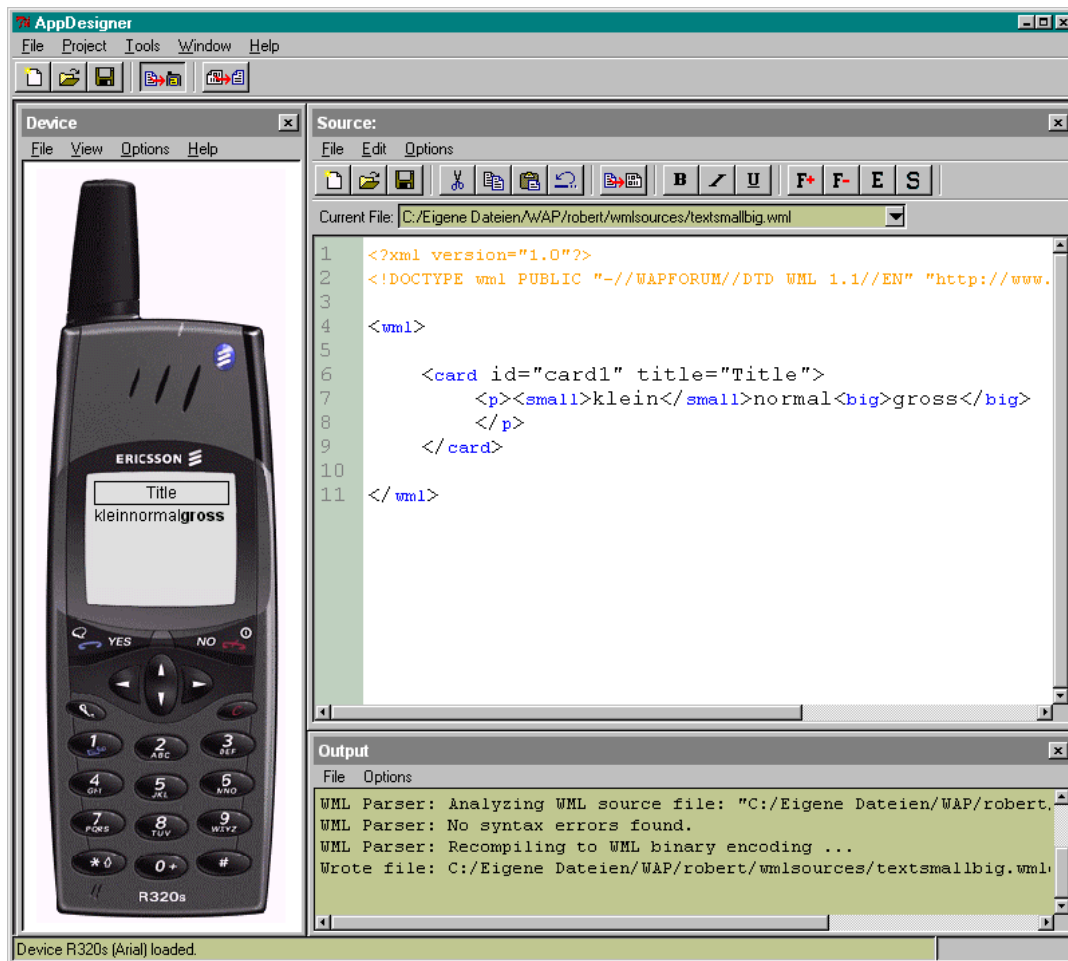 AppDesigner
File Project Tools Window Help
Device
File View Options Help
ERICSSON
Title
kleinnormalgross
YES NO
1
2 ABC
3 DEF
4 GHI
5 JKL
6 MNO
7 PQRS
8 TUV
9 WXYZ
*
0 +
#
R320s
Source:
File Edit Options
B I U F+ F- E S
Current File: C:/Eigene Dateien/WAP/robert/wmlsources/textsmallbig.wml
1 <?xml version="1.0"?>
2 <!DOCTYPE wml PUBLIC "-//WAPFORUM//DTD WML 1.1//EN" "http://www.
3
4 <wml>
5
6 <card id="card1" title="Title">
7 <p><small>klein</small>normal<big>gross</big>
8 </p>
9 </card>
10
11 </wml>
Output
File Options
WML Parser: Analyzing WML source file: "C:/Eigene Dateien/WAP/robert
WML Parser: No syntax errors found.
WML Parser: Recompiling to WML binary encoding ...
Wrote file: C:/Eigene Dateien/WAP/robert/wmlsources/textsmallbig.wml
Device R320s (Arial) loaded.